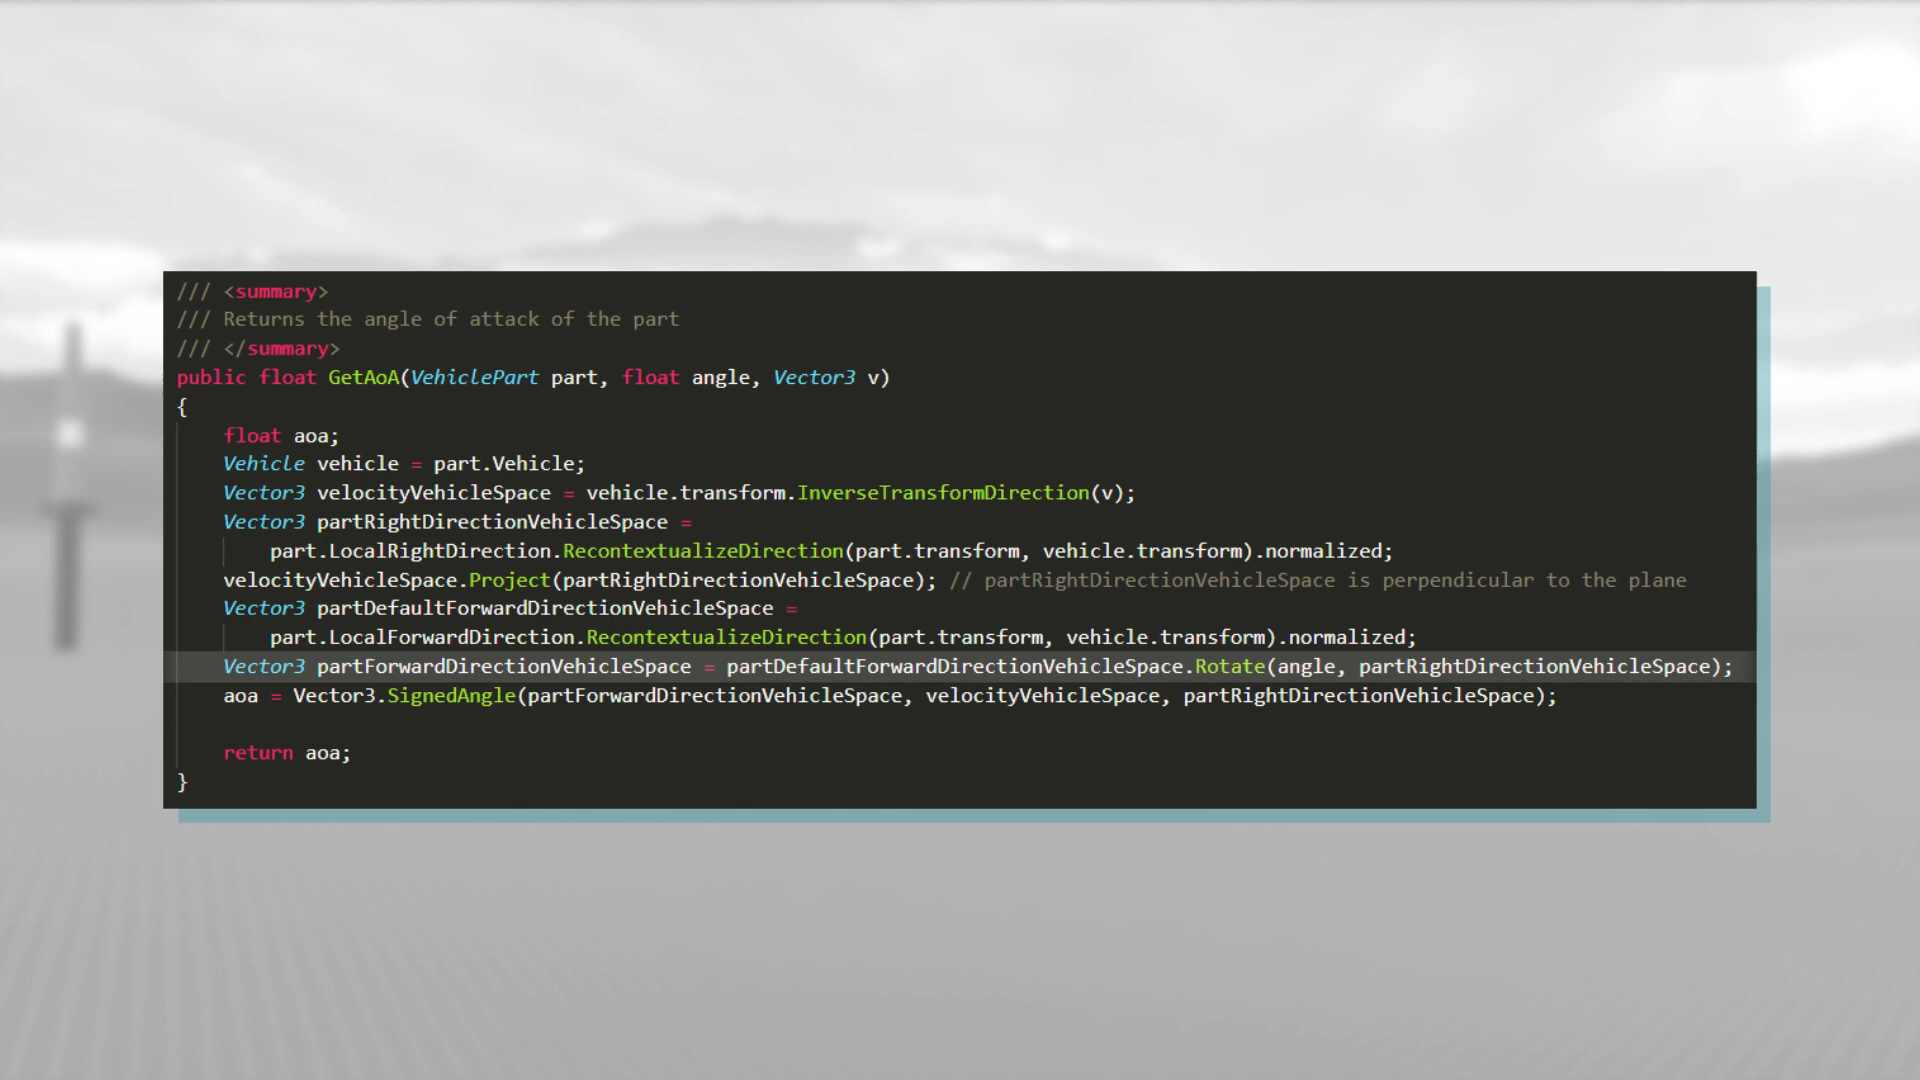 /// <summary>
/// Returns the angle of attack of the part
/// </summary>
public float GetAoA(VehiclePart part, float angle, Vector3 v)
{
float aoa;
Vehicle vehicle = part.Vehicle;
Vector3 velocityVehicleSpace = vehicle.transform.InverseTransformDirection(v);
Vector3 partRightDirectionVehicleSpace =
part.LocalRightDirection.RecontextualizeDirection(part.transform, vehicle.transform).normalized;
velocityVehicleSpace.Project(partRightDirectionVehicleSpace); // partRightDirectionVehicleSpace is perpendicular to the plane
Vector3 partDefaultForwardDirectionVehicleSpace =
part.LocalForwardDirection.RecontextualizeDirection(part.transform, vehicle.transform).normalized;
Vector3 partForwardDirectionVehicleSpace = partDefaultForwardDirectionVehicleSpace.Rotate(angle, partRightDirectionVehicleSpace);
aoa = Vector3.SignedAngle(partForwardDirectionVehicleSpace, velocityVehicleSpace, partRightDirectionVehicleSpace);
return aoa;
}